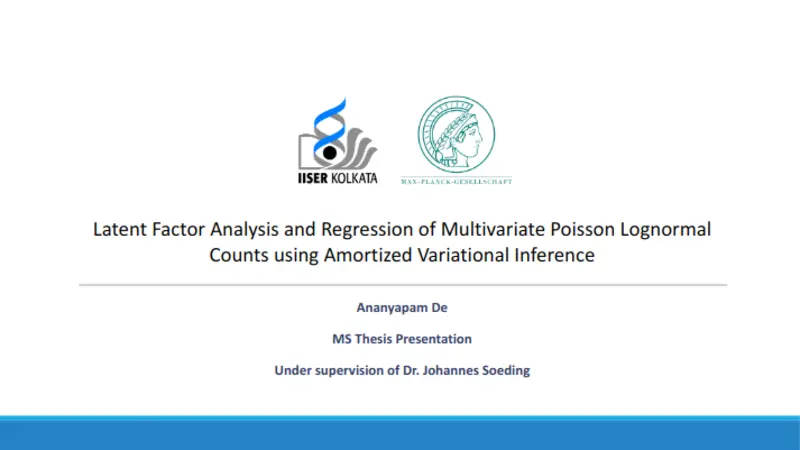 IISER KOLKATA
MAX-PLANCK-GESELLSCHAFT
Latent Factor Analysis and Regression of Multivariate Poisson Lognormal
Counts using Amortized Variational Inference
Ananyapam De
MS Thesis Presentation
Under supervision of Dr. Johannes Soeding